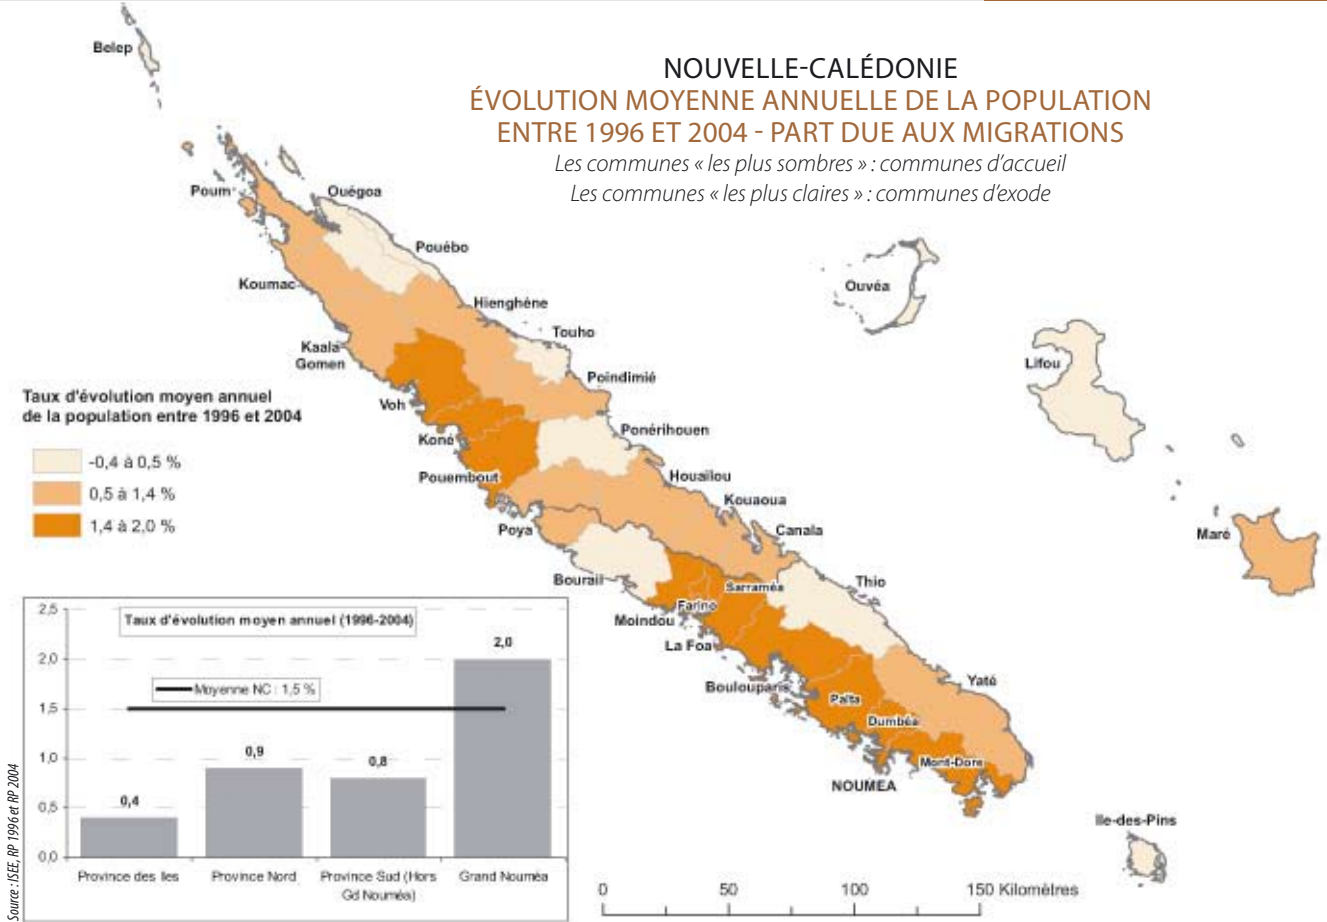 NOUVELLE-CALÉDONIE
ÉVOLUTION MOYENNE ANNUELLE DE LA POPULATION
ENTRE 1996 ET 2004 - PART DUE AUX MIGRATIONS
Les communes « les plus sombres » : communes d'accueil
Les communes « les plus claires » : communes d'exode
Belep
Poum
Ouégoa
Pouébo
Koumac
Hienghène
Ouvéa
Touho
Kaala
Gomen
Lifou
Poindimié
Voh
Ponérihouen
Koné
Pouembout
Houaïlou
Kouaoua
Poya
Canala
Maré
Bourail
Sarraméa
Thio
Farino
Moindou
La Foa
Boulouparis
Yaté
Païta
Dumbéa
Mont-Dore
NOUMEA
Ile-des-Pins
Taux d'évolution moyen annuel
de la population entre 1996 et 2004
-0,4 à 0,5 %
0,5 à 1,4 %
1,4 à 2,0 %
Taux d'évolution moyen annuel (1996-2004)
Moyenne NC : 1,5 %
2,5
2,0
1,5
1,0
0,5
0,0
0,4
0,9
0,8
2,0
Province des Iles
Province Nord
Province Sud (Hors
Gd Nouméa)
Grand Nouméa
0 50 100 150 Kilomètres
Source : ISEE, RP 1996 et RP 2004